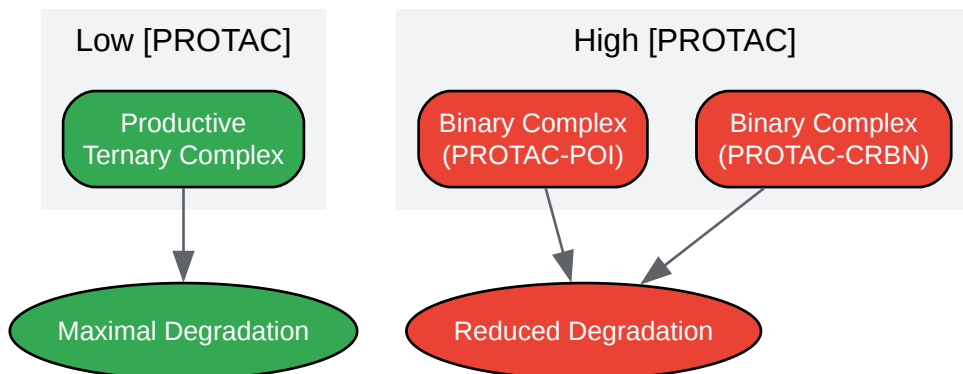 Low [PROTAC]
High [PROTAC]
Productive
Ternary Complex
Binary Complex
(PROTAC-POI)
Binary Complex
(PROTAC-CRBN)
Maximal Degradation
Reduced Degradation